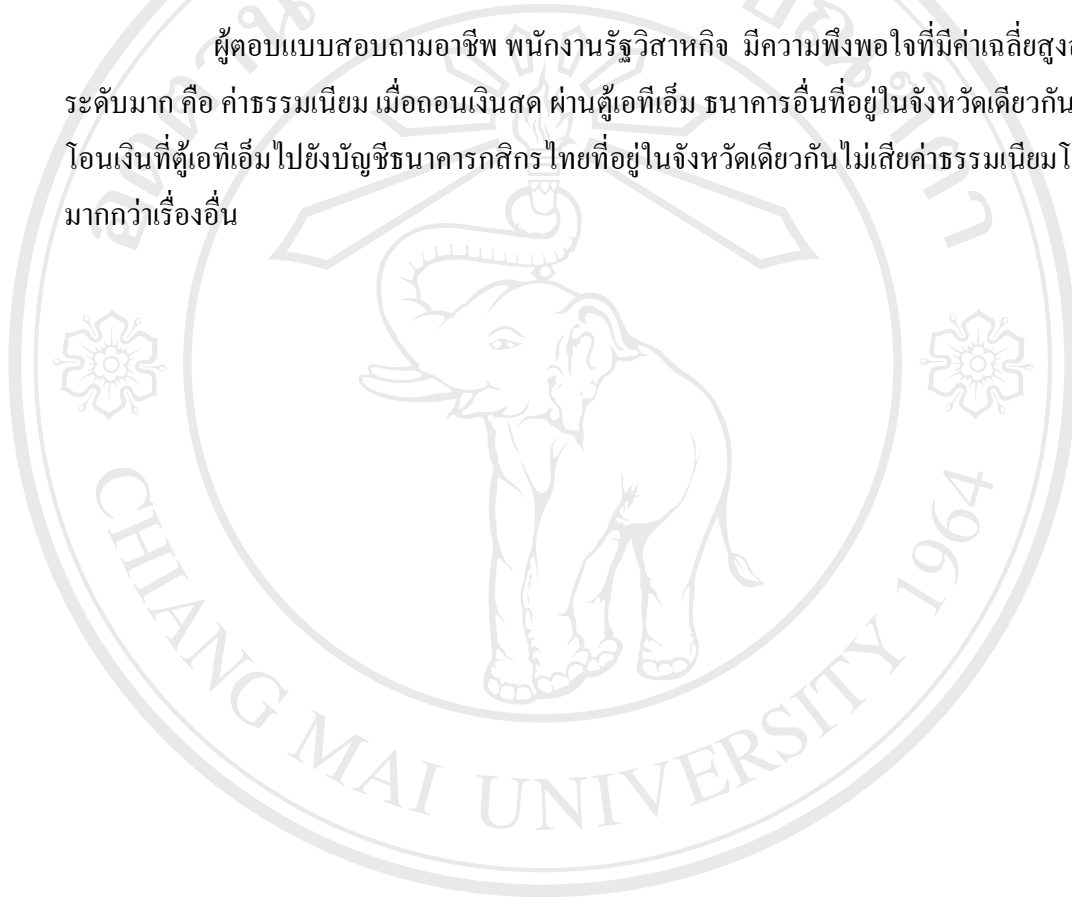 ผู้ตอบแบบสอบถามอาชีพ พนักงานรัฐวิสาหกิจ มีความพึงพอใจที่มีค่าเฉลี่ยสูง
ระดับมาก คือ ค่าธรรมเนียม เมื่อถอนเงินสด ผ่านตู้เอทีเอ็ม ธนาคารอื่นที่อยู่ในจังหวัดเดียวกัน
โอนเงินที่ตู้เอทีเอ็มไปยังบัญชีธนาคารกสิกรไทยที่อยู่ในจังหวัดเดียวกันไม่เสียค่าธรรมเนียม
มากกว่าเรื่องอื่น
CHIANG MAI UNIVERSITY 1964